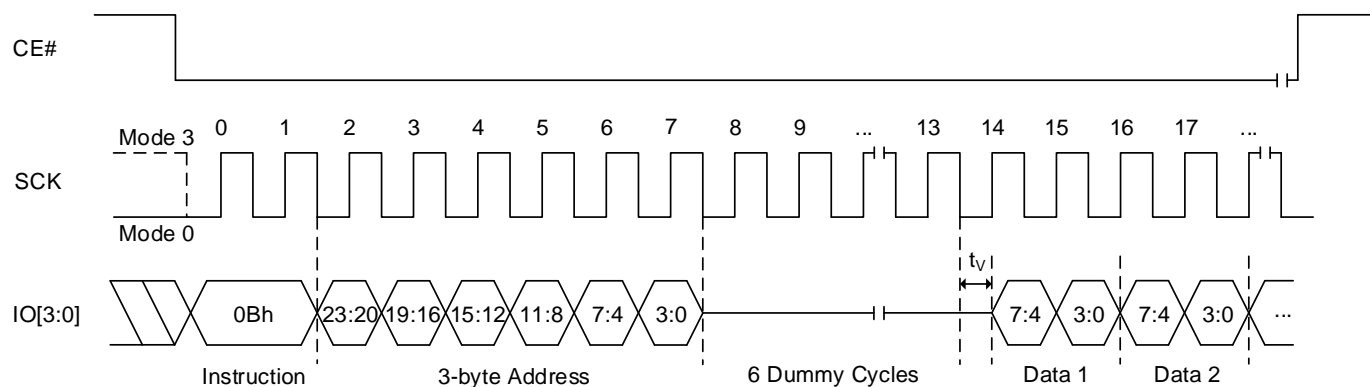 CE#
0 1 2 3 4 5 6 7 8 9 ... 13 14 15 16 17 ...
Mode 3
SCK
Mode 0
tV
IO[3:0] 0Bh 23:20 19:16 15:12 11:8 7:4 3:0 7:4 3:0 7:4 3:0 ...
Instruction 3-byte Address 6 Dummy Cycles Data 1 Data 2